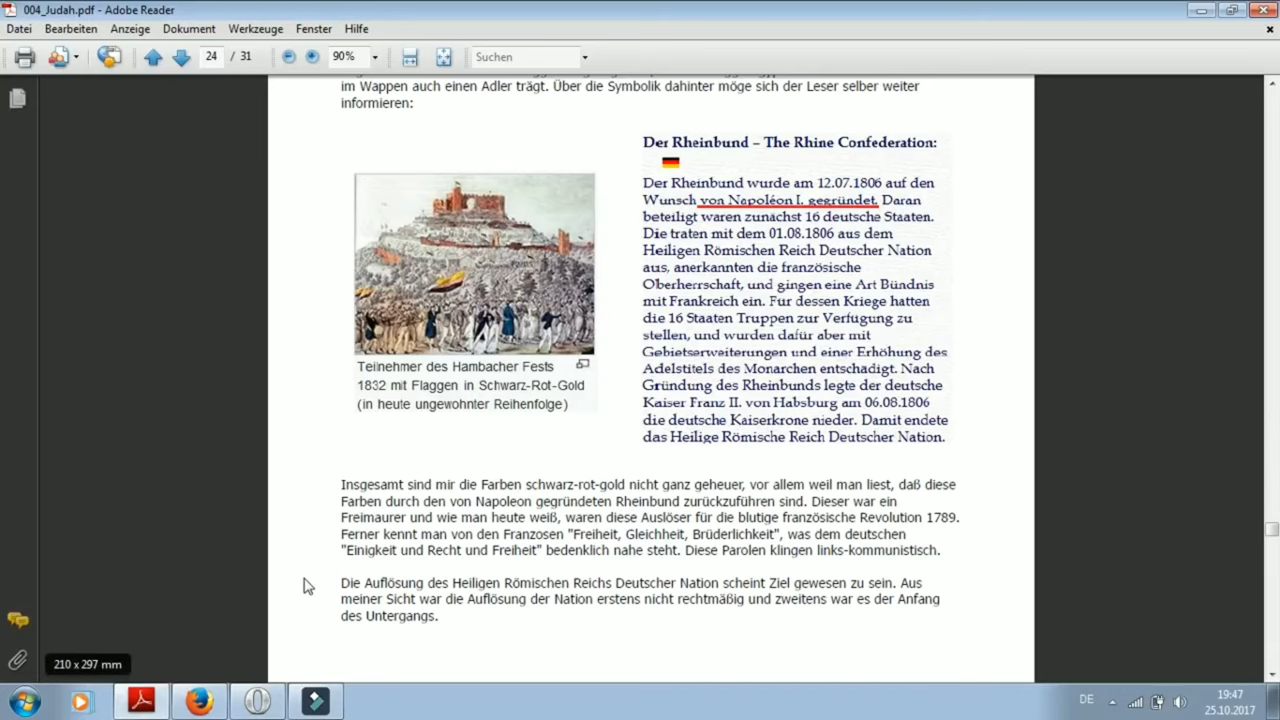 004_Judah.pdf - Adobe Reader
Datei Bearbeiten Anzeige Dokument Werkzeuge Fenster Hilfe
24 / 31 90% Suchen
im Wappen auch einen Adler trägt. Über die Symbolik dahinter möge sich der Leser selber weiter
informieren:
Der Rheinbund – The Rhine Confederation:
Der Rheinbund wurde am 12.07.1806 auf den
Wunsch von Napoléon I. gegründet. Daran
beteiligt waren zunächst 16 deutsche Staaten.
Die traten mit dem 01.08.1806 aus dem
Heiligen Römischen Reich Deutscher Nation
aus, anerkannten die französische
Oberherrschaft, und gingen eine Art Bündnis
mit Frankreich ein. Für dessen Kriege hatten
die 16 Staaten Truppen zur Verfügung zu
stellen, und wurden dafür aber mit
Gebietserweiterungen und einer Erhöhung des
Adelstitels des Monarchen entschädigt. Nach
Gründung des Rheinbunds legte der deutsche
Kaiser Franz II. von Habsburg am 06.08.1806
die deutsche Kaiserkrone nieder. Damit endete
das Heilige Römische Reich Deutscher Nation.
Teilnehmer des Hambacher Fests
1832 mit Flaggen in Schwarz-Rot-Gold
(in heute ungewohnter Reihenfolge)
Insgesamt sind mir die Farben schwarz-rot-gold nicht ganz geheuer, vor allem weil man liest, daß diese
Farben durch den von Napoleon gegründeten Rheinbund zurückzuführen sind. Dieser war ein
Freimaurer und wie man heute weiß, waren diese Auslöser für die blutige französische Revolution 1789.
Ferner kennt man von den Franzosen "Freiheit, Gleichheit, Brüderlichkeit", was dem deutschen
"Einigkeit und Recht und Freiheit" bedenklich nahe steht. Diese Parolen klingen links-kommunistisch.
Die Auflösung des Heiligen Römischen Reichs Deutscher Nation scheint Ziel gewesen zu sein. Aus
meiner Sicht war die Auflösung der Nation erstens nicht rechtmäßig und zweitens war es der Anfang
des Untergangs.
210 x 297 mm
DE
19:47
25.10.2017